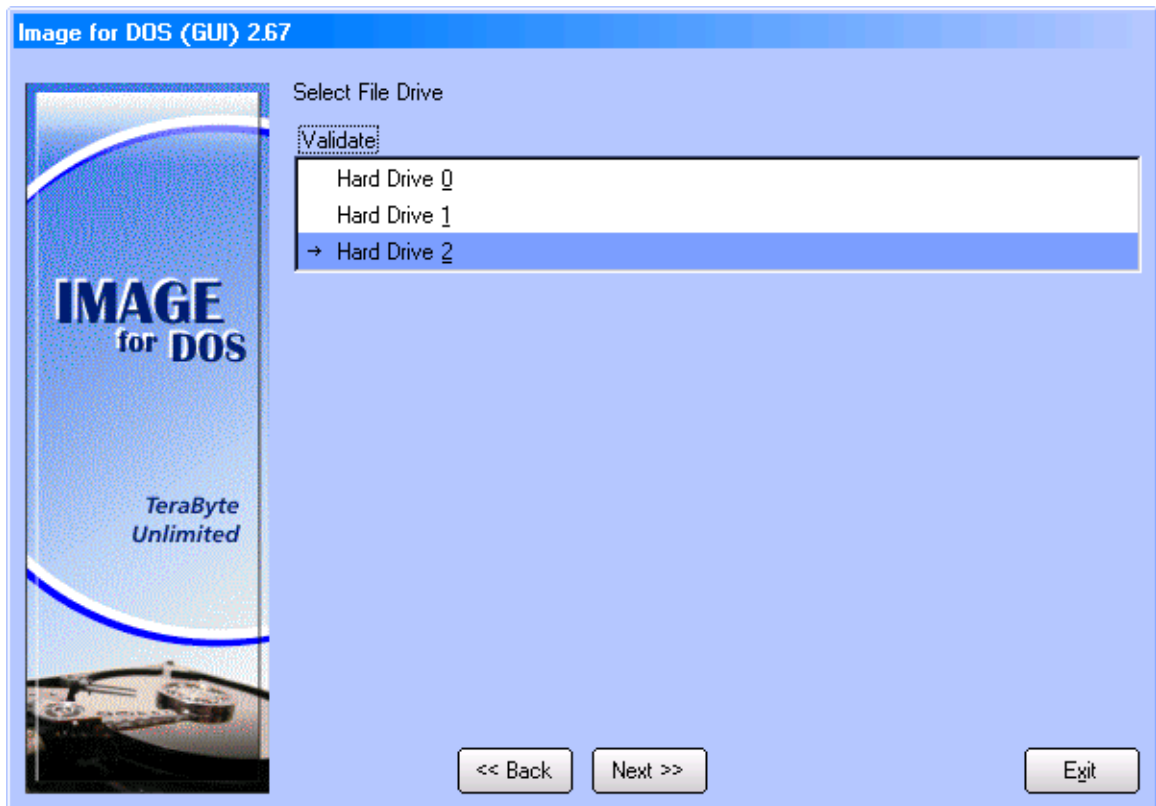 Image for DOS (GUI) 2.67
Select File Drive
Validate
Hard Drive 0
Hard Drive 1
→ Hard Drive 2
IMAGE
for DOS
TeraByte
Unlimited
<< Back
Next >>
Exit